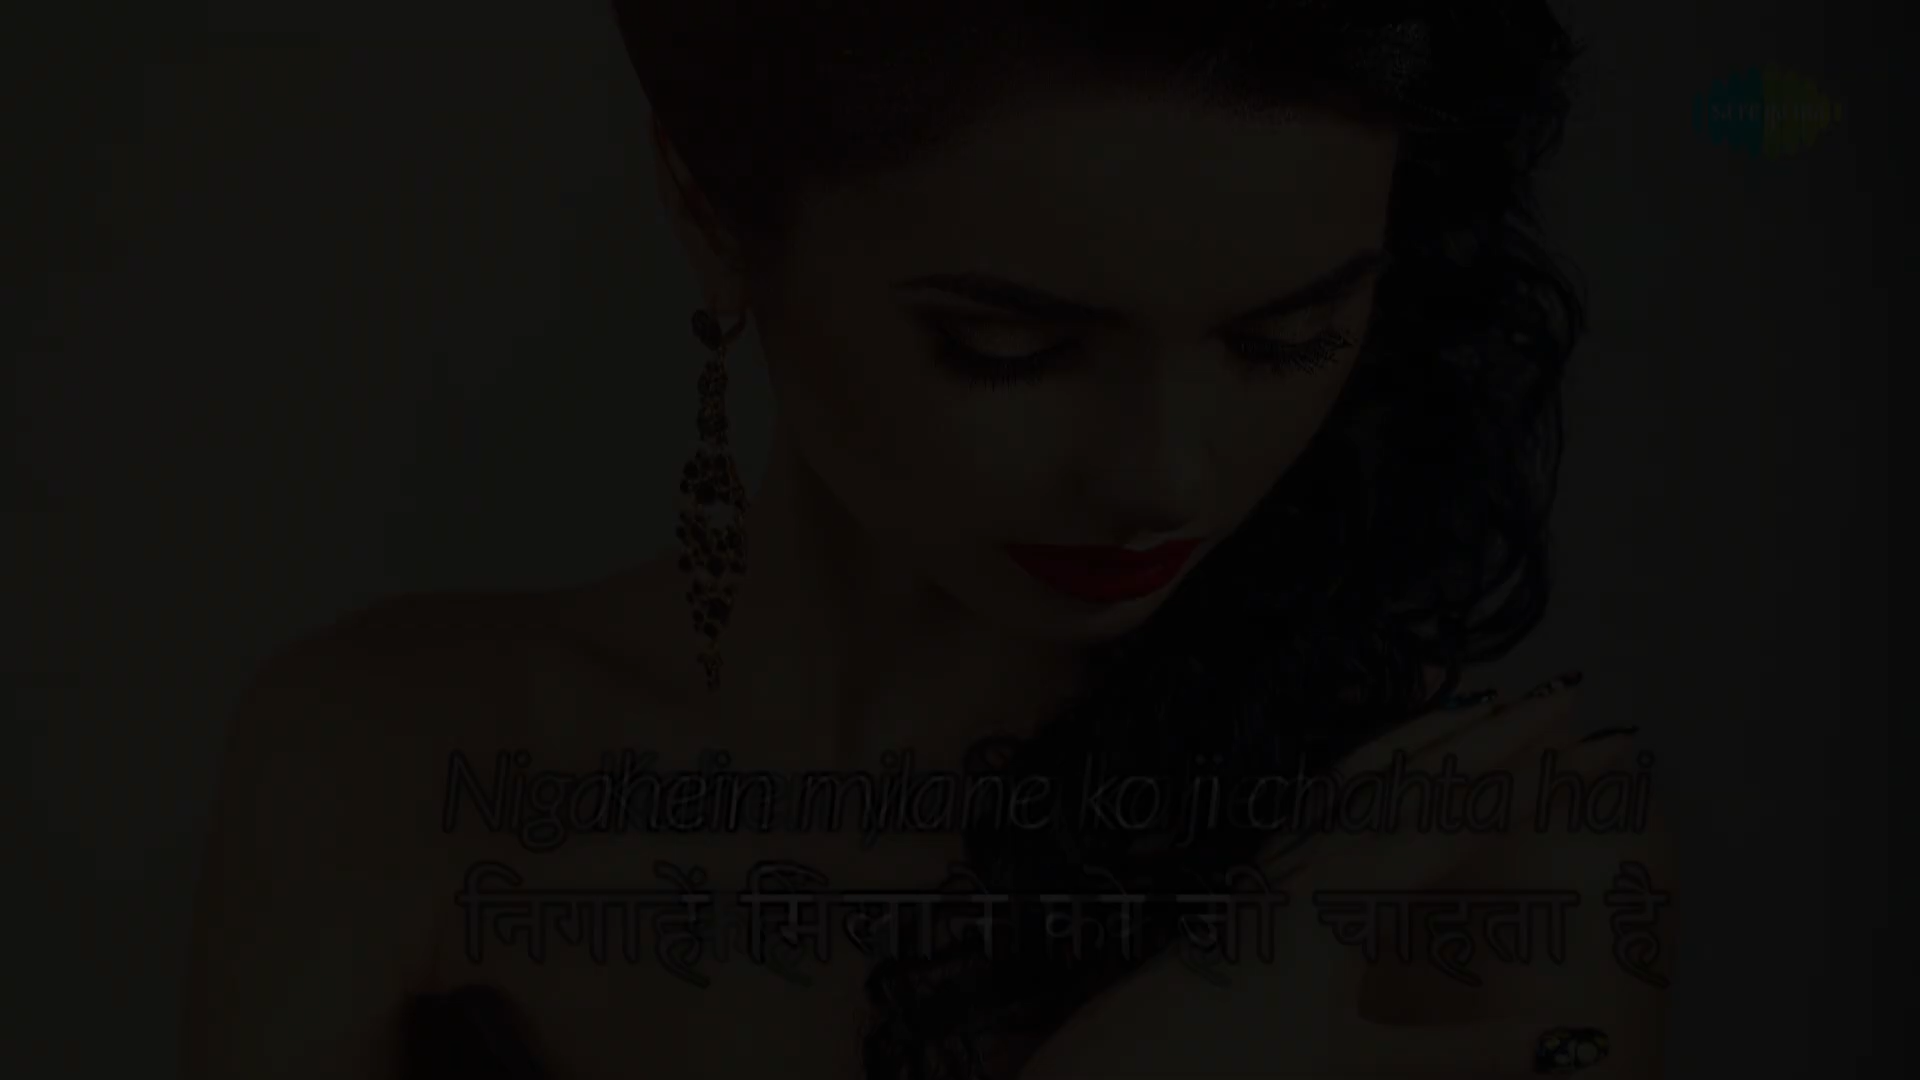 Nigahein milane ko ji chahta hai
निगाहें मिलाने को जी चाहता है